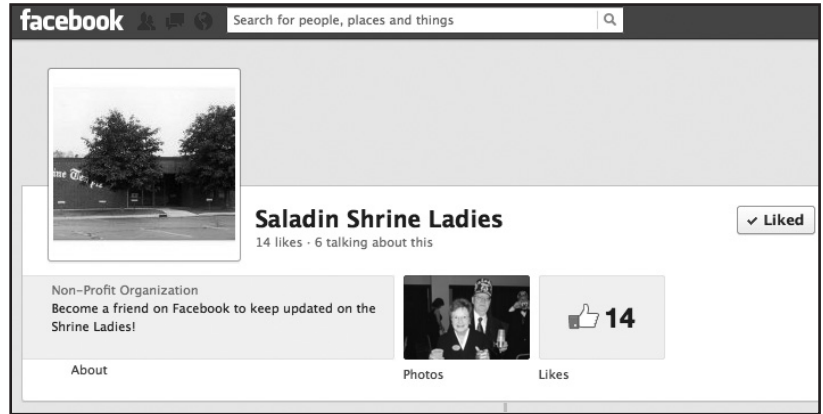 facebook
Search for people, places and things
Saladin Shrine Ladies
14 likes · 6 talking about this
✓ Liked
Non-Profit Organization
Become a friend on Facebook to keep updated on the
Shrine Ladies!
14
About
Photos
Likes